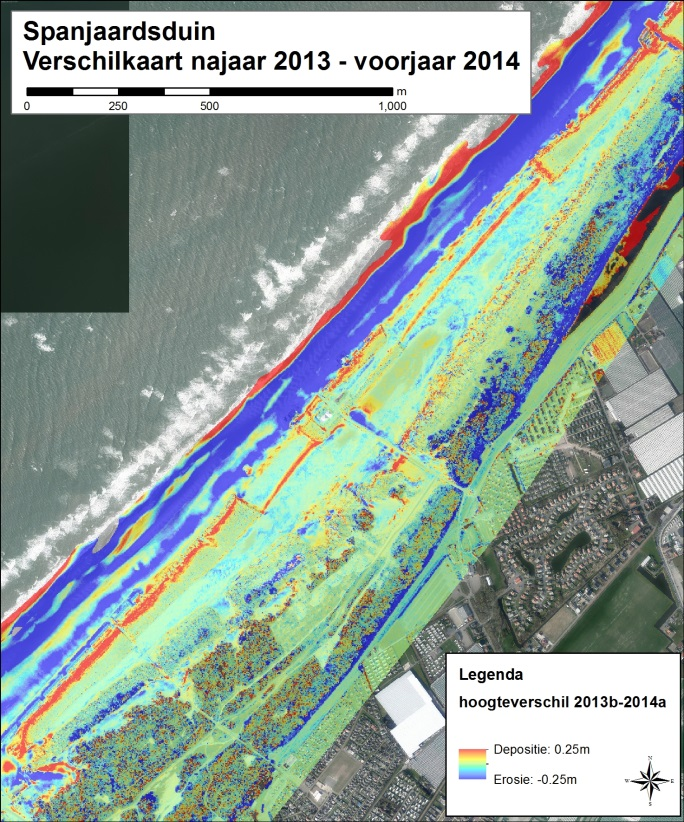 Spanjaardsduin
Verschilkaart najaar 2013 - voorjaar 2014
m
0 250 500 1,000
Legenda
hoogteverschil 2013b-2014a
Depositie: 0.25m
Erosie: -0.25m
N
W E
S